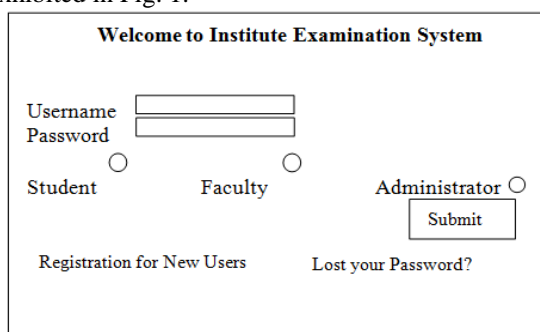 Welcome to Institute Examination System
Username
Password
Student Faculty Administrator
Submit
Registration for New Users Lost your Password?